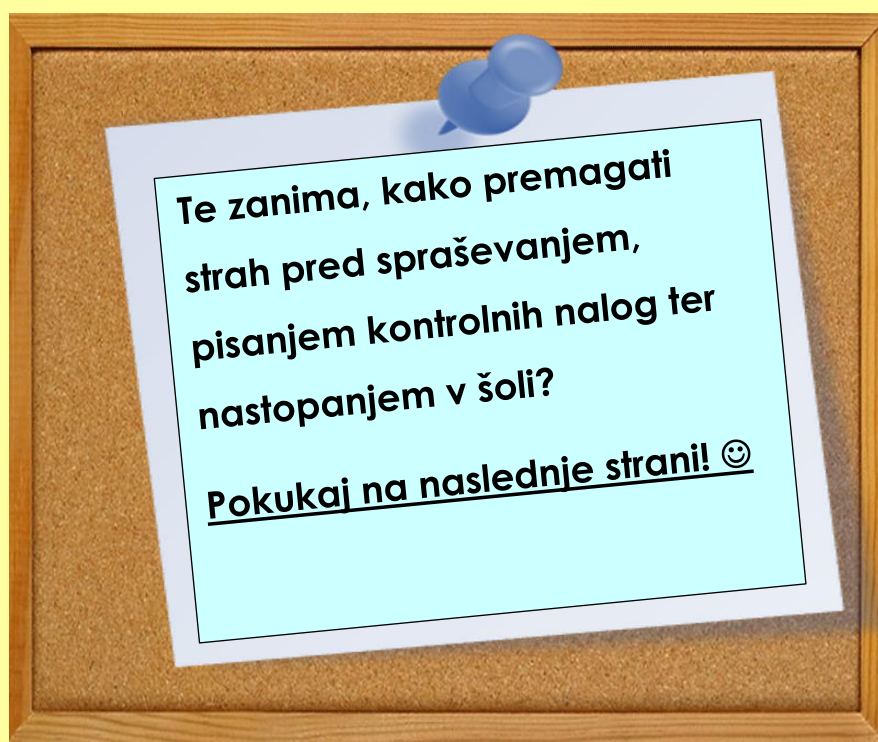 Te zanima, kako premagati
strah pred spraševanjem,
pisanjem kontrolnih nalog ter
nastopanjem v šoli?
Pokukaj na naslednje strani! ☺